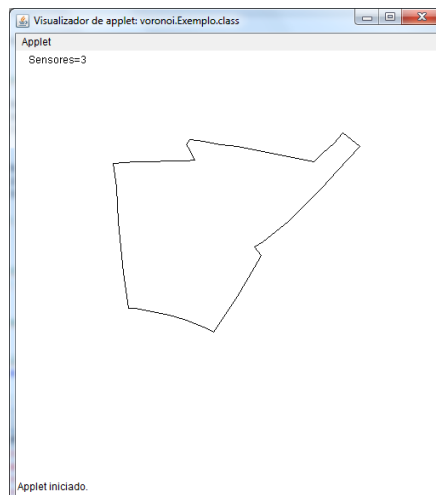 Visualizador de applet: voronoi.Exemplo.class
Applet
Sensores=3
Applet iniciado.